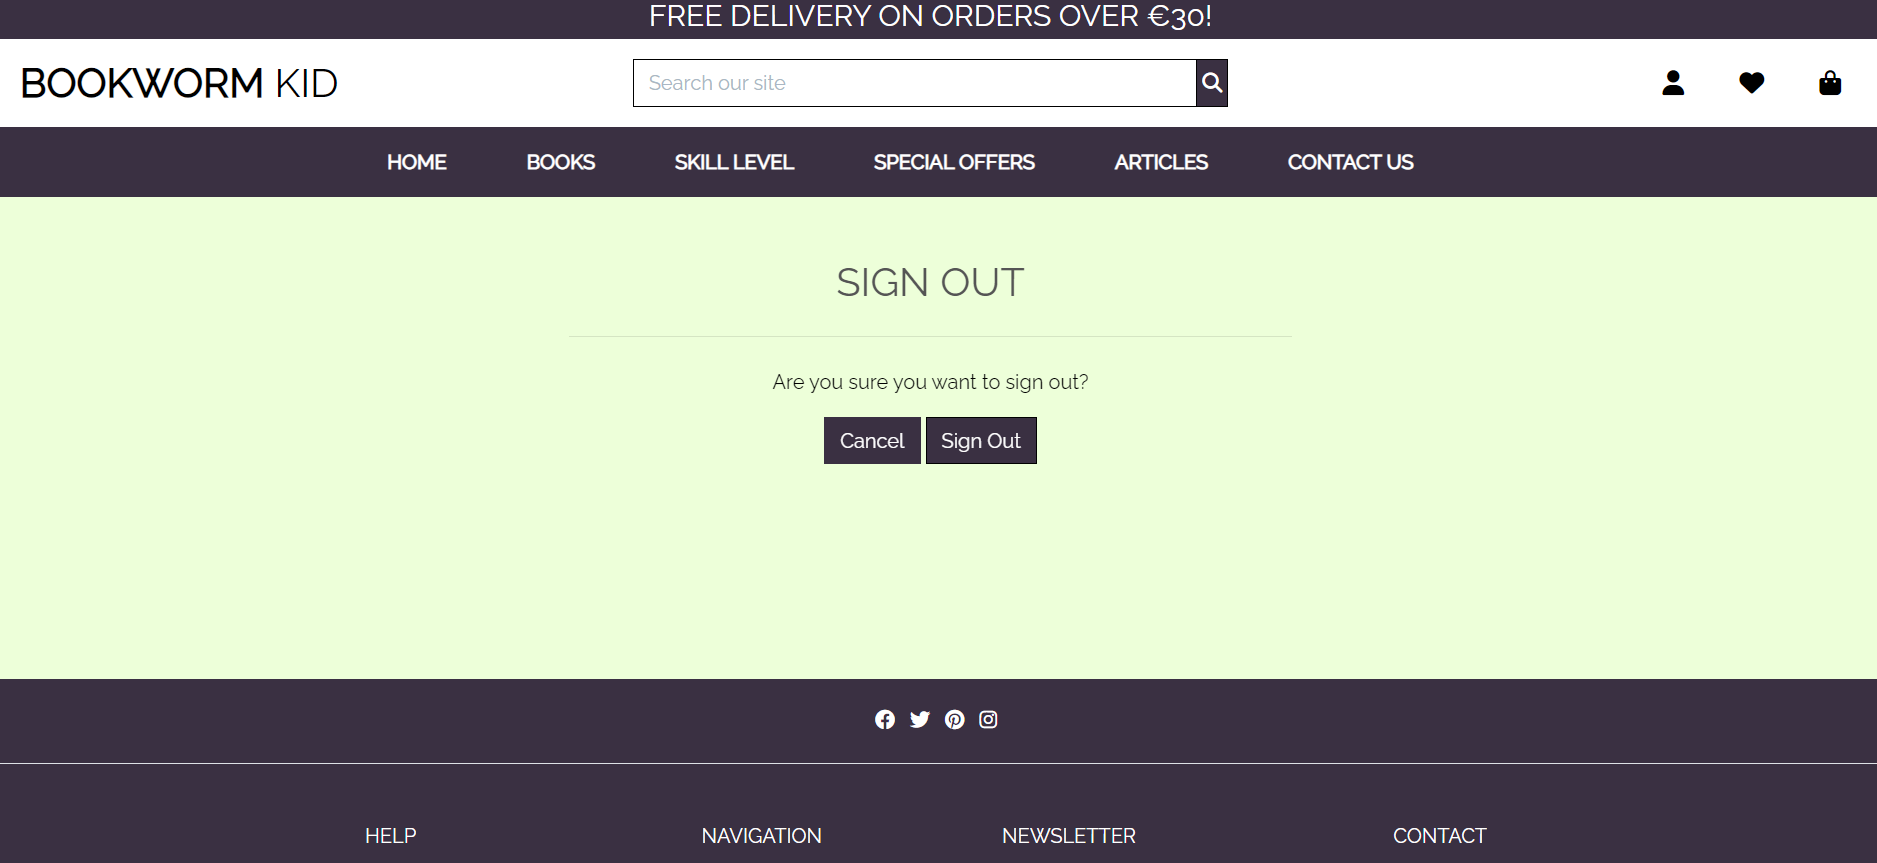 FREE DELIVERY ON ORDERS OVER €30!
BOOKWORM KID
Search our site
HOME BOOKS SKILL LEVEL SPECIAL OFFERS ARTICLES CONTACT US
SIGN OUT
Are you sure you want to sign out?
Cancel Sign Out
HELP NAVIGATION NEWSLETTER CONTACT